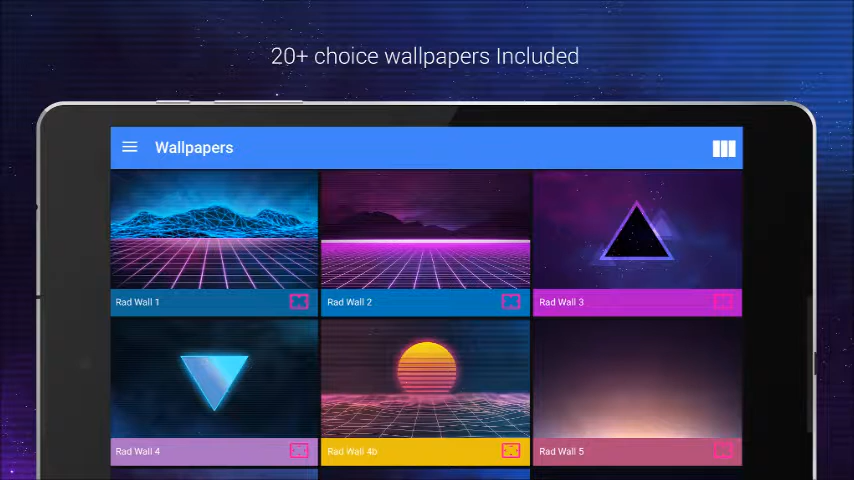 20+ choice wallpapers Included
Wallpapers
Rad Wall 1
Rad Wall 2
Rad Wall 3
Rad Wall 4
Rad Wall 4b
Rad Wall 5